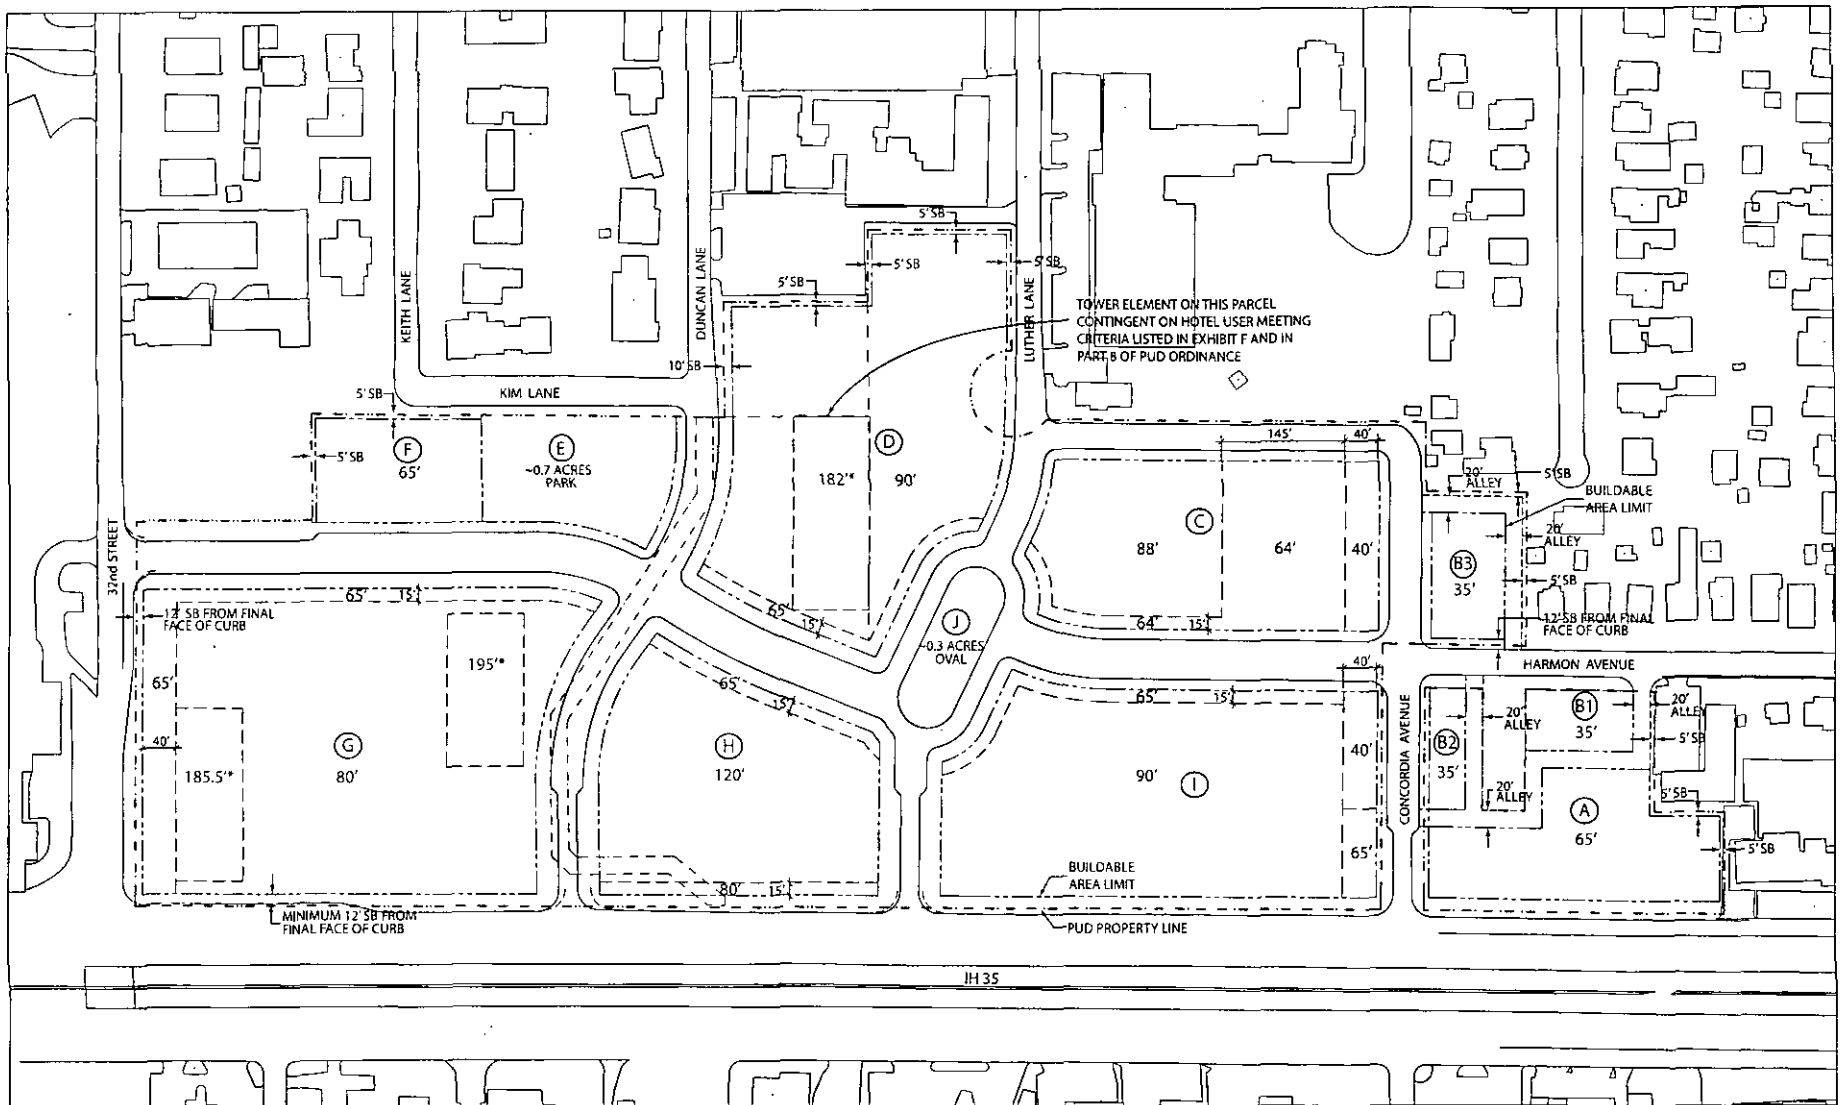 5' SB
5' SB
5' SB
5' SB
KEITH LANE
DUNCAN LANE
LUTHER LANE
TOWER ELEMENT ON THIS PARCEL
CONTINGENT ON HOTEL USER MEETING
CRITERIA LISTED IN EXHIBIT F AND IN
PART B OF PUD ORDINANCE
10' SB
5' SB
KIM LANE
F
65'
5' SB
E
~0.7 ACRES
PARK
D
182'*
90'
145'
40'
C
88'
64'
40'
20'
ALLEY
5' SB
BUILDABLE
AREA LIMIT
20'
ALLEY
B3
35'
5' SB
12' SB FROM FINAL
FACE OF CURB
32nd STREET
12' SB FROM FINAL
FACE OF CURB
65'
15'
65'
15'
J
~0.3 ACRES
OVAL
64'
15'
HARMON AVENUE
65'
195'*
65'
15'
65'
15'
40'
CONCORDIA AVENUE
20'
ALLEY
B1
35'
20'
ALLEY
5' SB
B2
35'
20'
ALLEY
40'
G
80'
185.5'*
H
120'
90'
I
40'
65'
A
65'
5' SB
5' SB
80'
15'
BUILDABLE
AREA LIMIT
MINIMUM 12' SB FROM
FINAL FACE OF CURB
PUD PROPERTY LINE
IH 35